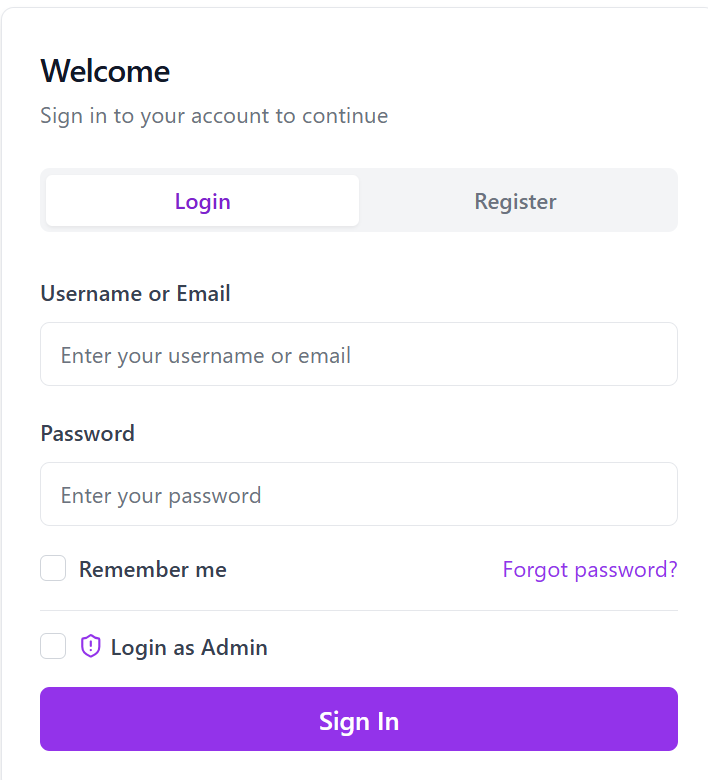 Welcome
Sign in to your account to continue
Login Register
Username or Email
Enter your username or email
Password
Enter your password
Remember me Forgot password?
Login as Admin
Sign In